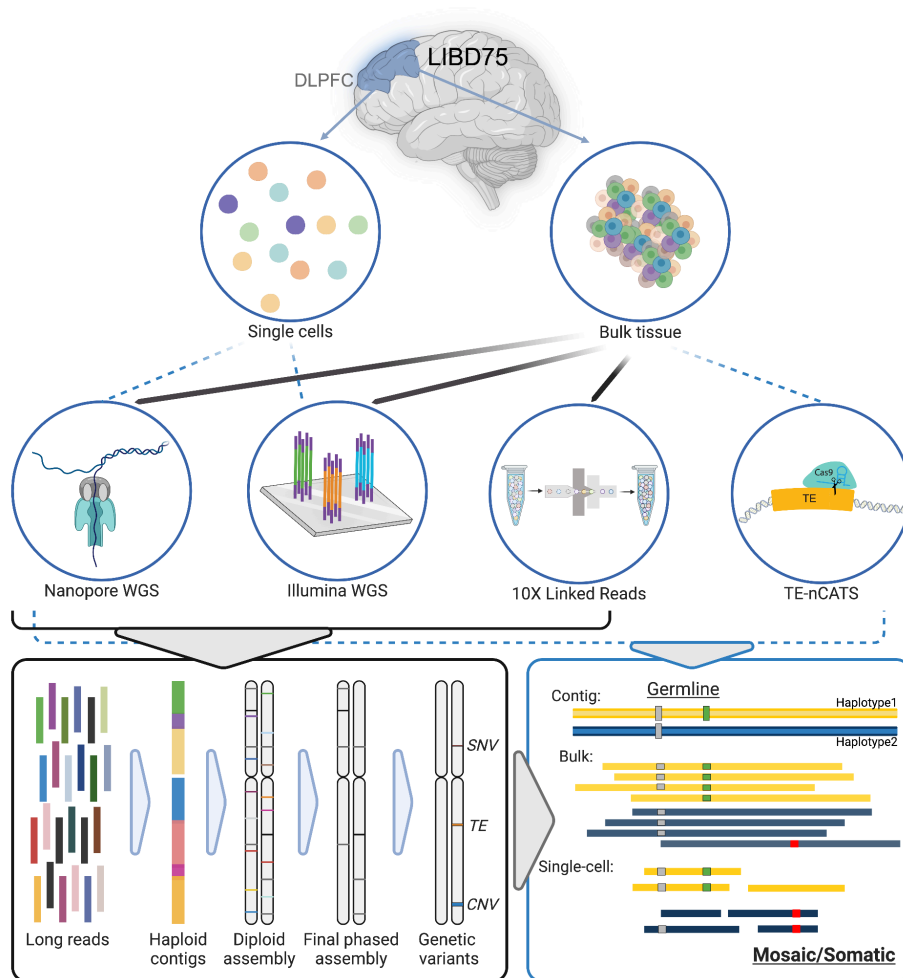 LIBD75
DLPFC
Single cells
Bulk tissue
Cas9
TE
Nanopore WGS
Illumina WGS
10X Linked Reads
TE-nCATS
Long reads
Haploid
contigs
Diploid
assembly
Final phased
assembly
Genetic
variants
SNV
TE
CNV
Contig:
Germline
Haplotype1
Haplotype2
Bulk:
Single-cell:
Mosaic/Somatic